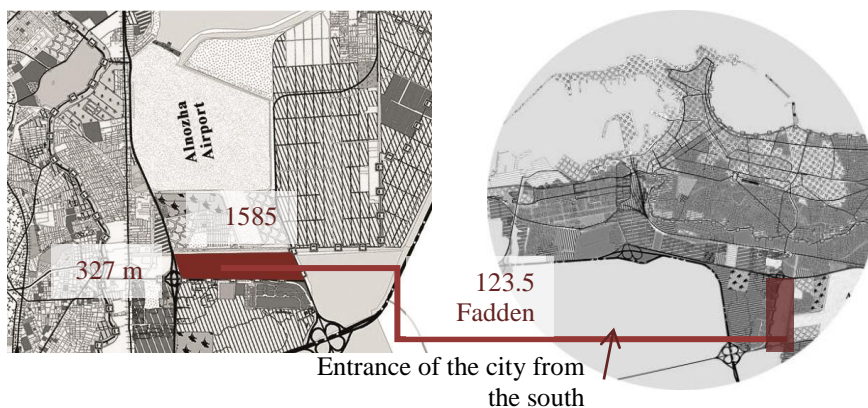 Alnozha
Airport
1585
327 m
123.5
Fadden
Entrance of the city from
the south